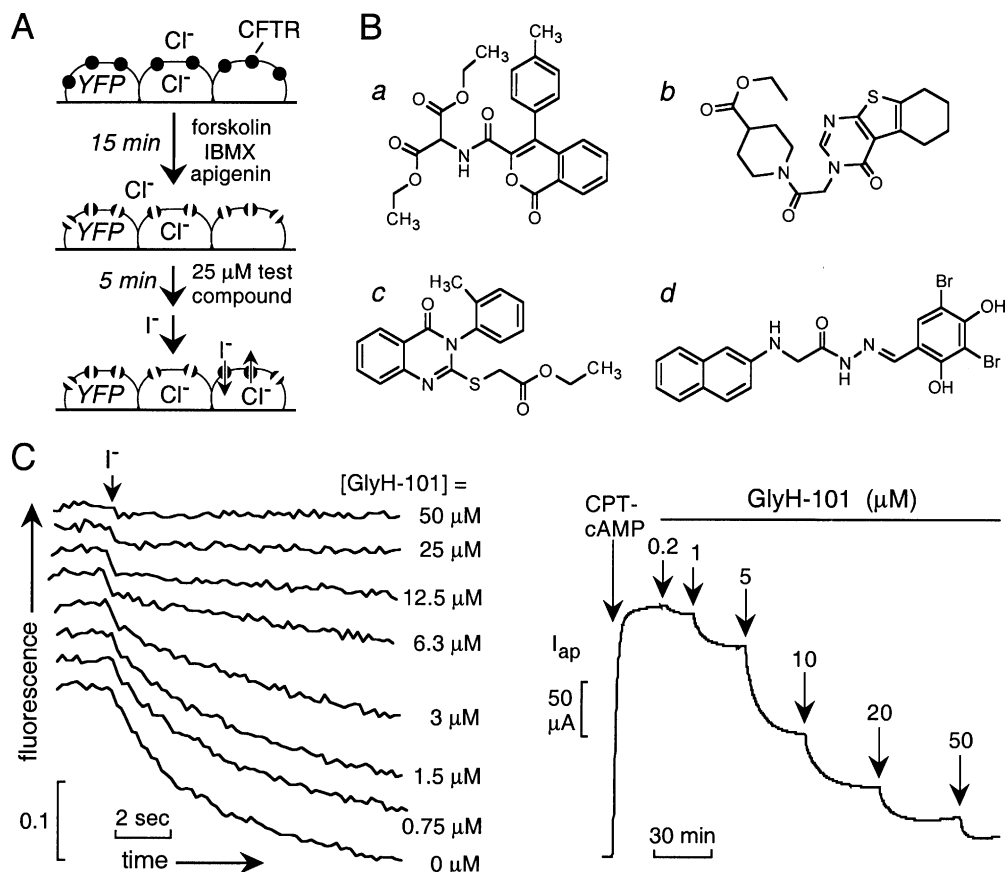 A
CFTR
Cl-
YFP
Cl-
15 min
forskolin
IBMX
apigenin
Cl-
YFP
Cl-
5 min
25 µM test
compound
I-
I-
YFP
Cl-
Cl-
B
a
CH3
CH3
O
O
O
O
N
H
O
O
O
CH3
b
O
O
N
O
N
N
S
O
c
O
CH3
N
N
S
O
O
CH3
d
H
N
O
N
H
N
Br
OH
Br
OH
C
I-
[GlyH-101] =
50 µM
25 µM
12.5 µM
6.3 µM
3 µM
1.5 µM
0.75 µM
0 µM
fluorescence
0.1
2 sec
time
CPT-
cAMP
GlyH-101 (µM)
0.2
1
5
10
20
50
Iap
50
µA
30 min